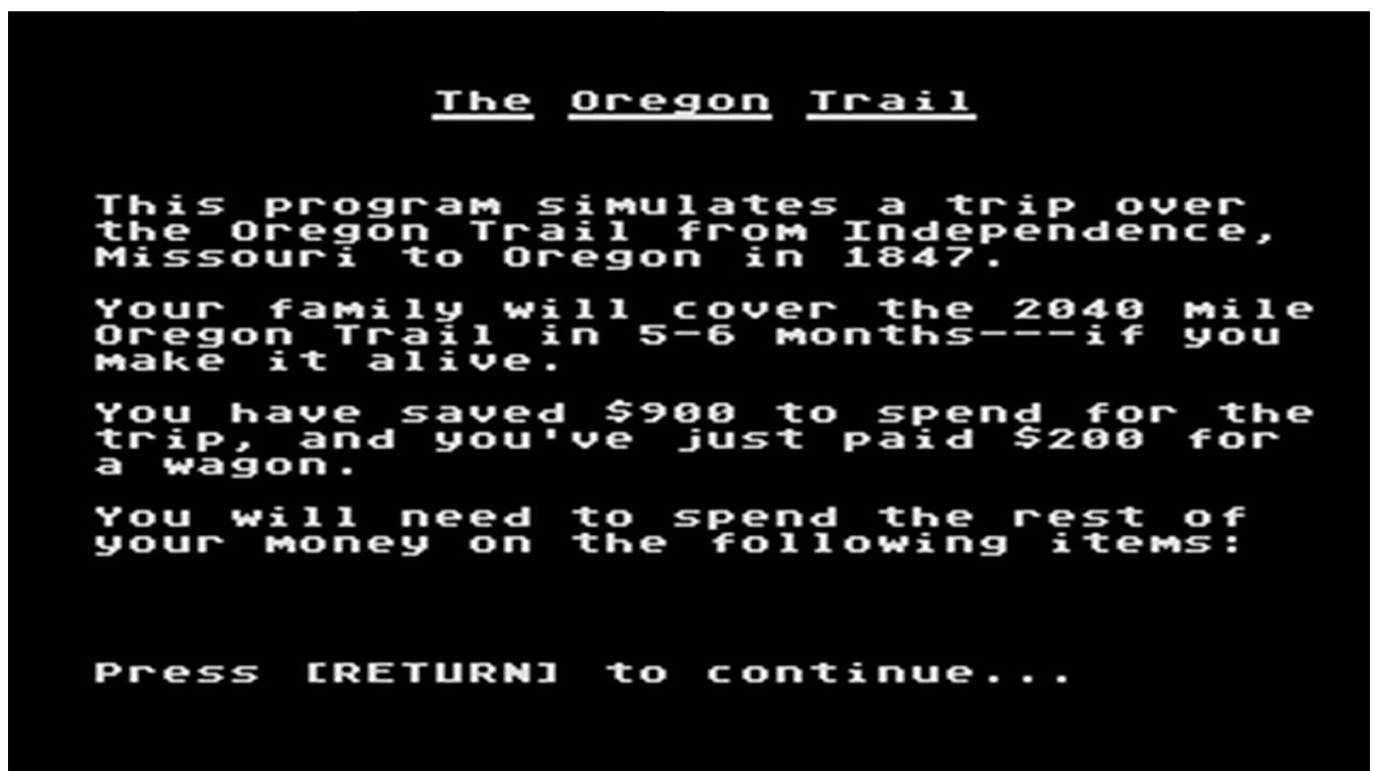 The Oregon Trail
This program simulates a trip over
the Oregon Trail from Independence,
Missouri to Oregon in 1847.
Your family will cover the 2040 mile
Oregon Trail in 5-6 months---if you
make it alive.
You have saved $900 to spend for the
trip, and you've just paid $200 for
a wagon.
You will need to spend the rest of
your money on the following items:
Press [RETURN] to continue...